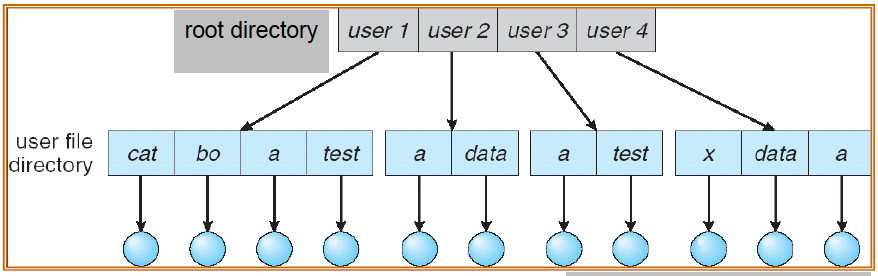 root directory user 1 user 2 user 3 user 4
user file
directory
cat bo a test a data a test x data a